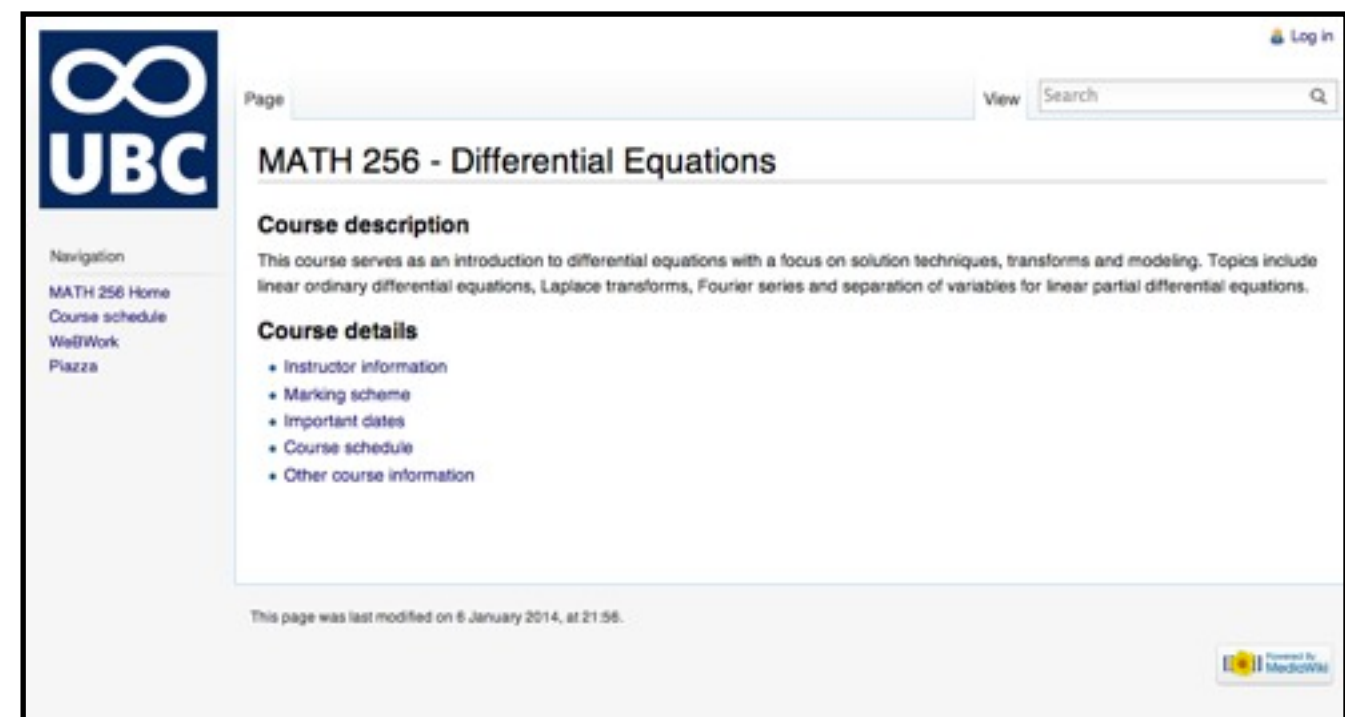 Log in
UBC
Page
View
Search
MATH 256 - Differential Equations
Course description
This course serves as an introduction to differential equations with a focus on solution techniques, transforms and modeling. Topics include
linear ordinary differential equations, Laplace transforms, Fourier series and separation of variables for linear partial differential equations.
Course details
Instructor information
Marking scheme
Important dates
Course schedule
Other course information
Navigation
MATH 256 Home
Course schedule
WeBWork
Piazza
This page was last modified on 6 January 2014, at 21:56.
Powered By
MediaWiki